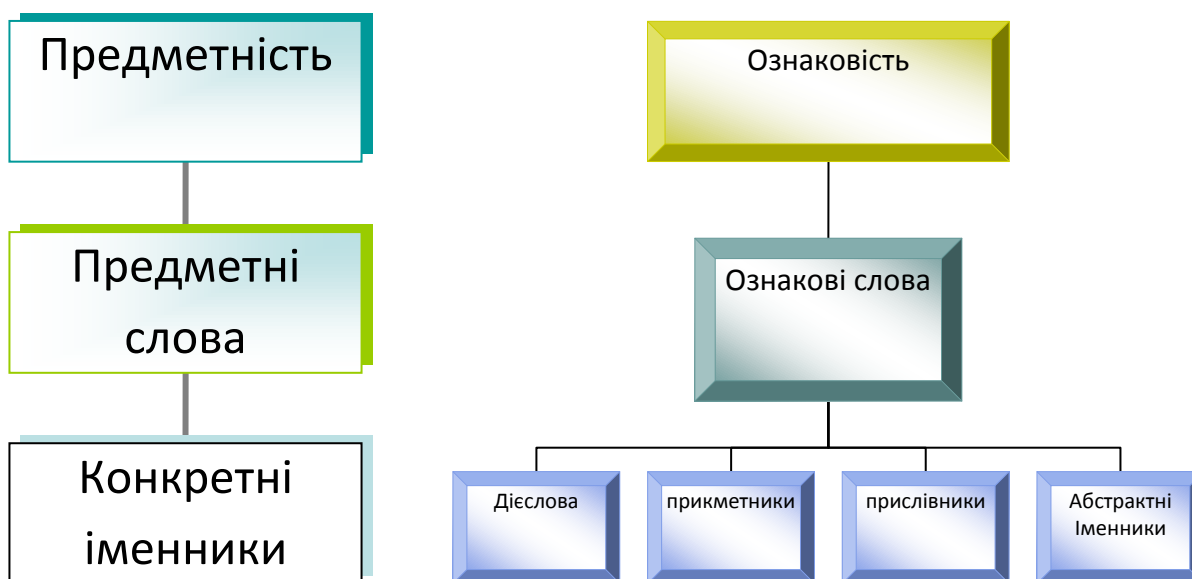 Предметність
Предметні
слова
Конкретні
іменники
Ознаковість
Ознакові слова
Дієслова
прикметники
прислівники
Абстрактні
Іменники